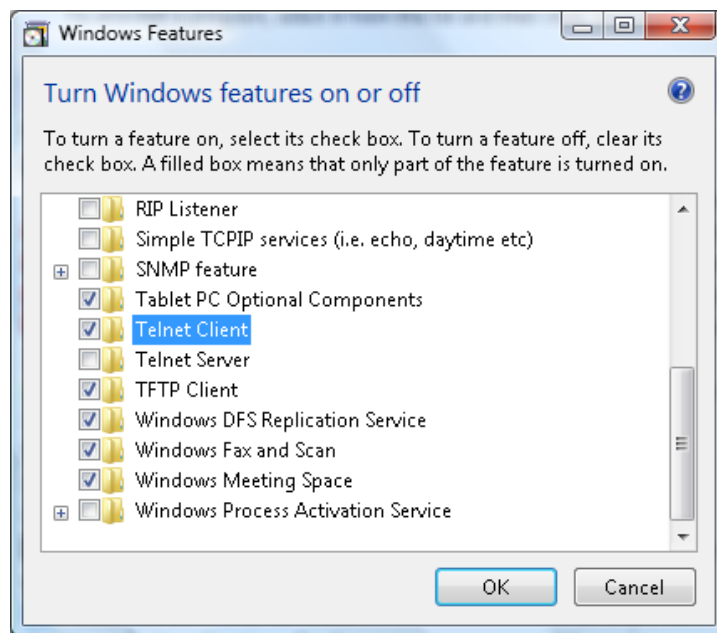 Windows Features
Turn Windows features on or off
To turn a feature on, select its check box. To turn a feature off, clear its
check box. A filled box means that only part of the feature is turned on.
RIP Listener
Simple TCPIP services (i.e. echo, daytime etc)
SNMP feature
Tablet PC Optional Components
Telnet Client
Telnet Server
TFTP Client
Windows DFS Replication Service
Windows Fax and Scan
Windows Meeting Space
Windows Process Activation Service
OK Cancel